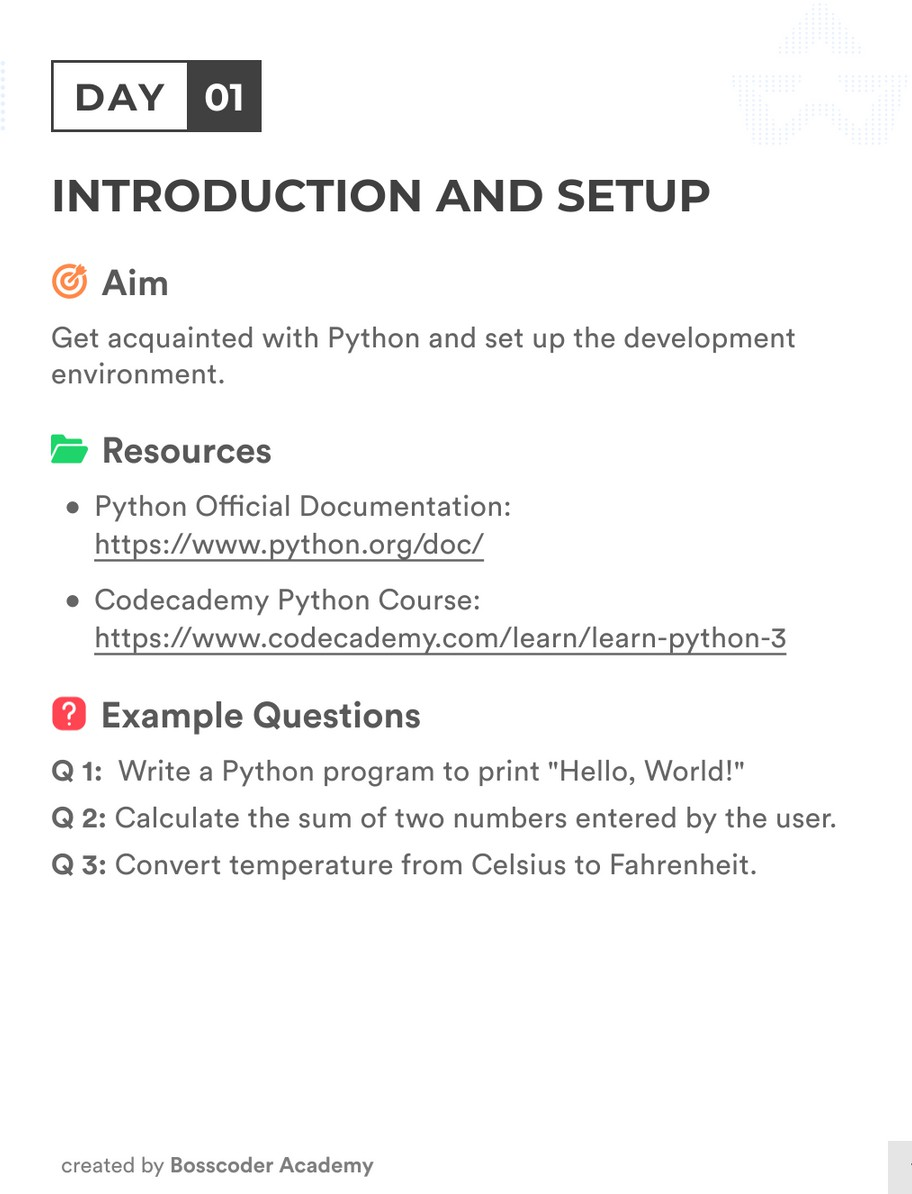 DAY 01
INTRODUCTION AND SETUP
Aim
Get acquainted with Python and set up the development
environment.
Resources
• Python Official Documentation:
https://www.python.org/doc/
• Codecademy Python Course:
https://www.codecademy.com/learn/learn-python-3
? Example Questions
Q 1: Write a Python program to print "Hello, World!"
Q 2: Calculate the sum of two numbers entered by the user.
Q 3: Convert temperature from Celsius to Fahrenheit.
created by Bosscoder Academy